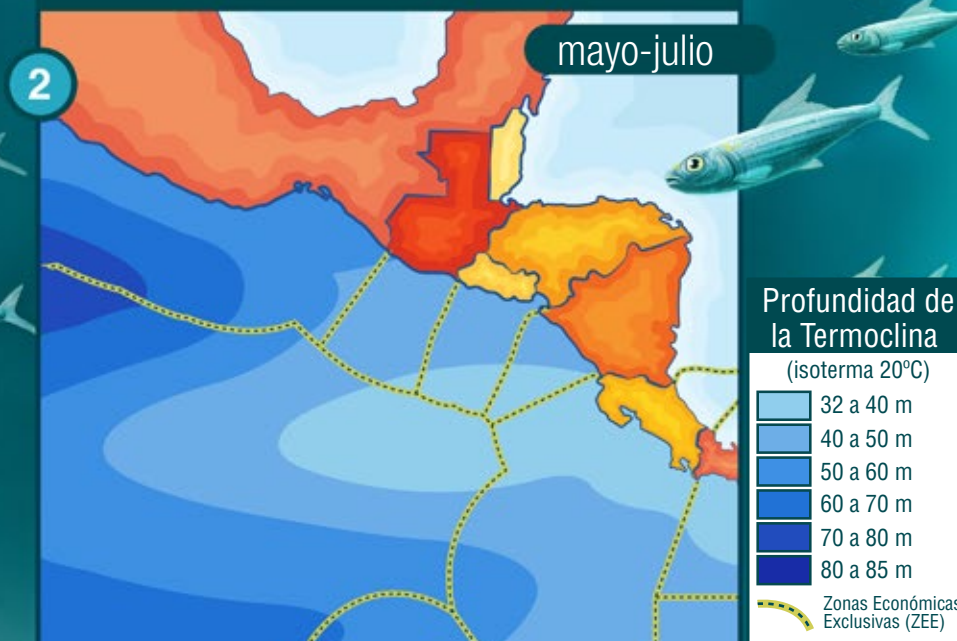 2
mayo-julio
Profundidad de
la Termoclina
(isoterma 20ºC)
32 a 40 m
40 a 50 m
50 a 60 m
60 a 70 m
70 a 80 m
80 a 85 m
Zonas Económicas
Exclusivas (ZEE)